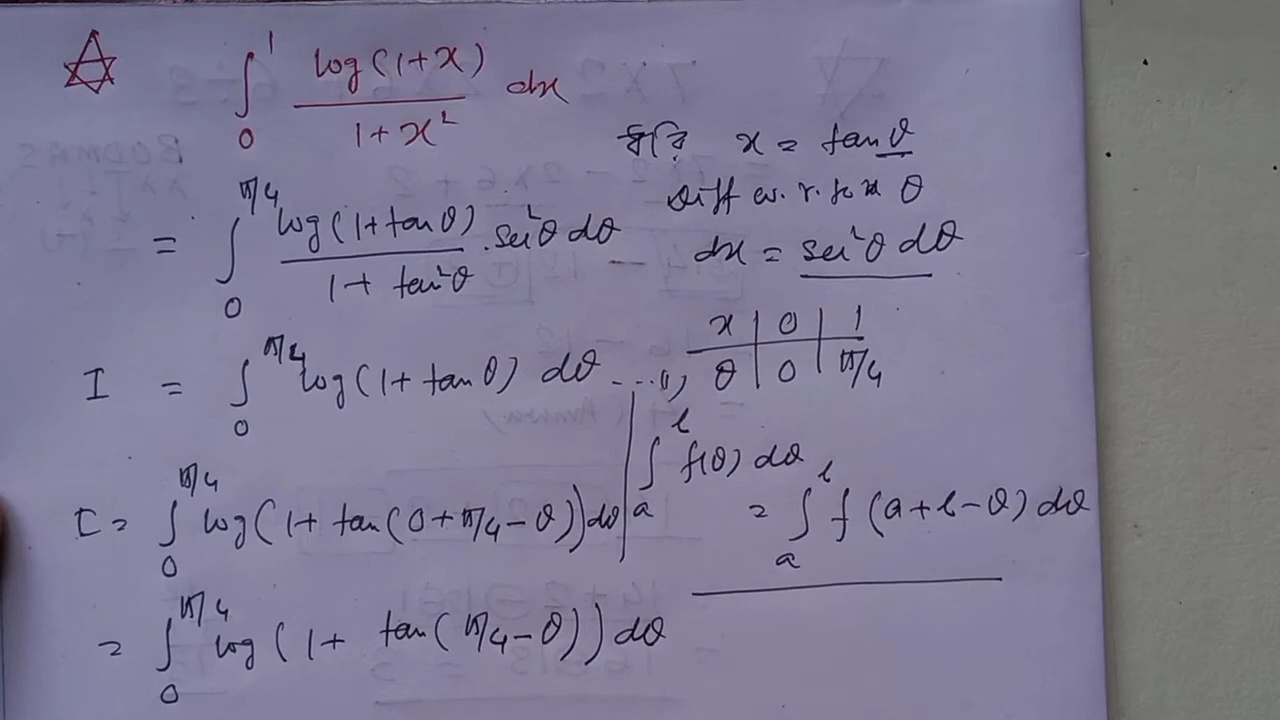 ∫₀¹ log(1+x) / 1+x² dx
x = tanθ
= ∫₀^π/4 log(1+tanθ) / 1+tan²θ . sec²θ dθ
Diff w.r. to θ
dx = sec²θ dθ
x | 0 | 1
θ | 0 | π/4
I = ∫₀^π/4 log(1+tanθ) dθ ....(1)
∫ₐᵇ f(θ) dθ
= ∫ₐᵇ f(a+b-θ) dθ
I = ∫₀^π/4 log(1+ tan(0+π/4-θ)) dθ
= ∫₀^π/4 log(1+ tan(π/4-θ)) dθ